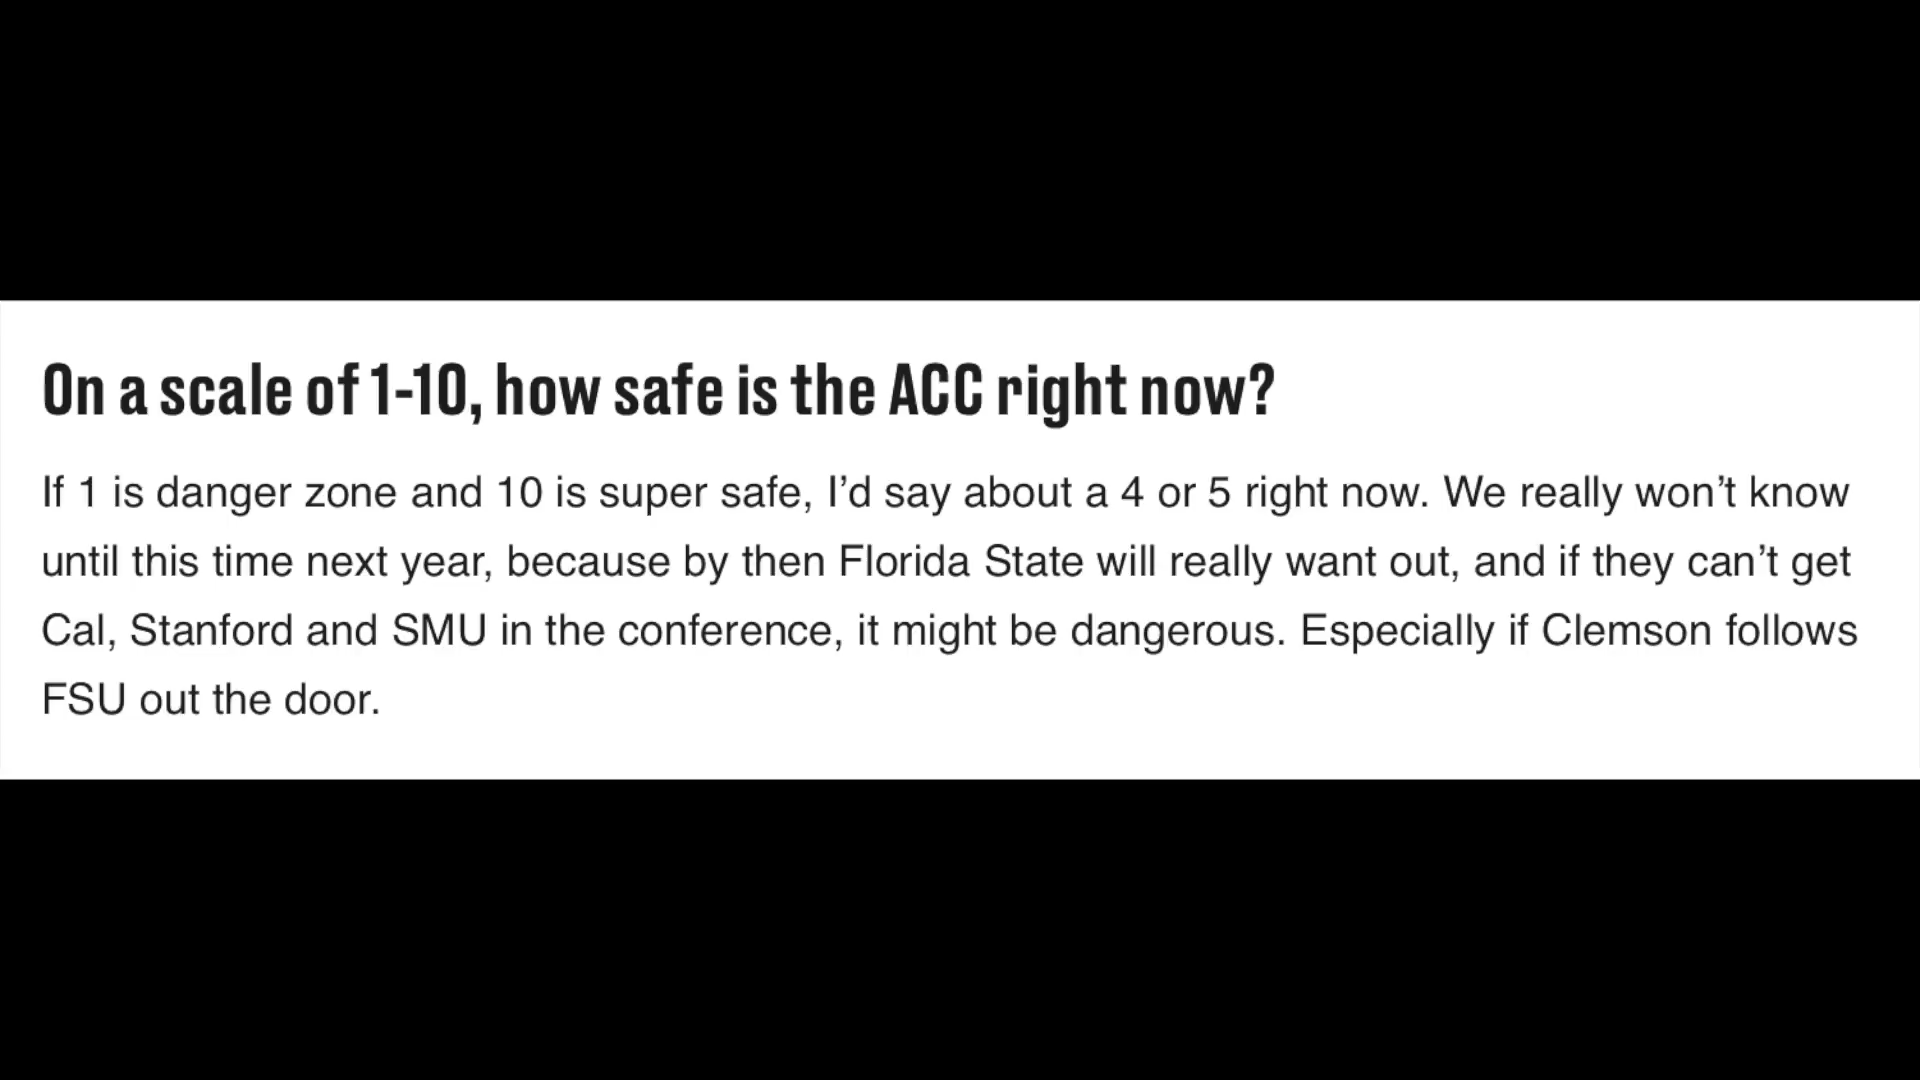 On a scale of 1-10, how safe is the ACC right now?
If 1 is danger zone and 10 is super safe, I’d say about a 4 or 5 right now. We really won’t know
until this time next year, because by then Florida State will really want out, and if they can’t get
Cal, Stanford and SMU in the conference, it might be dangerous. Especially if Clemson follows
FSU out the door.